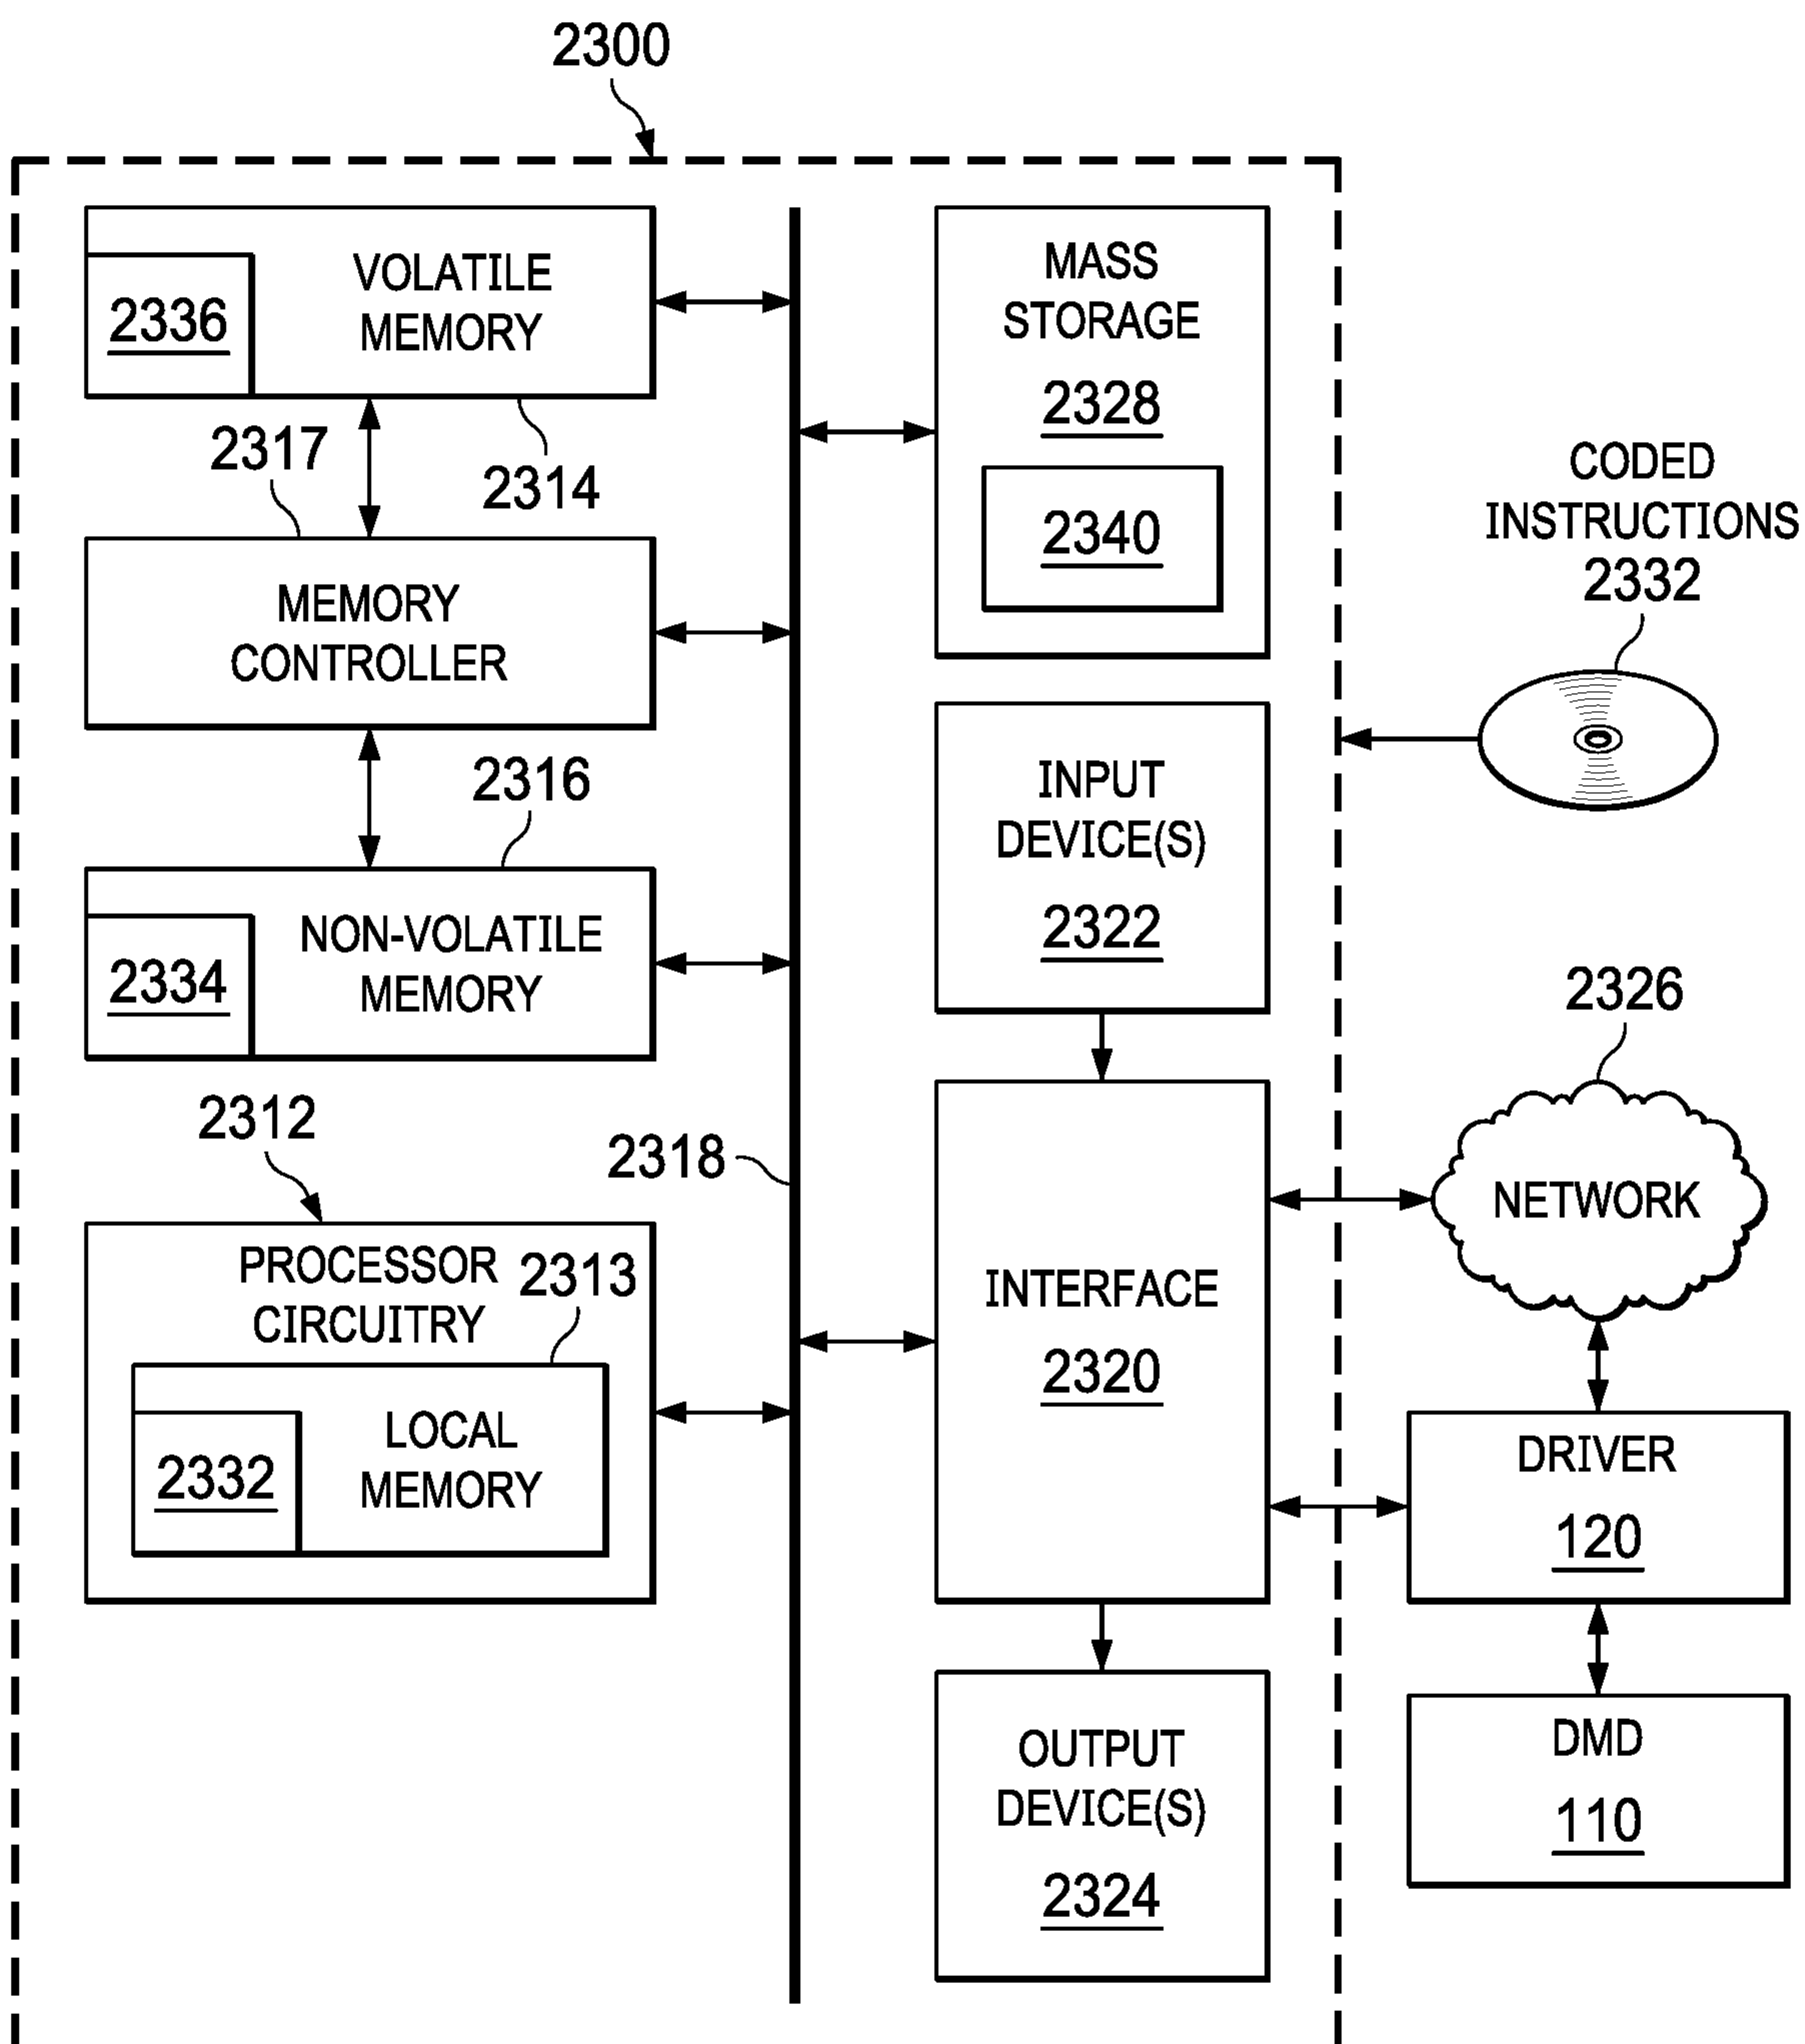 2300
VOLATILE
MEMORY
2336
2314
2317
MEMORY
CONTROLLER
2316
NON-VOLATILE
MEMORY
2334
2312
PROCESSOR
CIRCUITRY
2313
LOCAL
MEMORY
2332
2318
MASS
STORAGE
2328
2340
INPUT
DEVICE(S)
2322
INTERFACE
2320
OUTPUT
DEVICE(S)
2324
CODED
INSTRUCTIONS
2332
2326
NETWORK
DRIVER
120
DMD
110